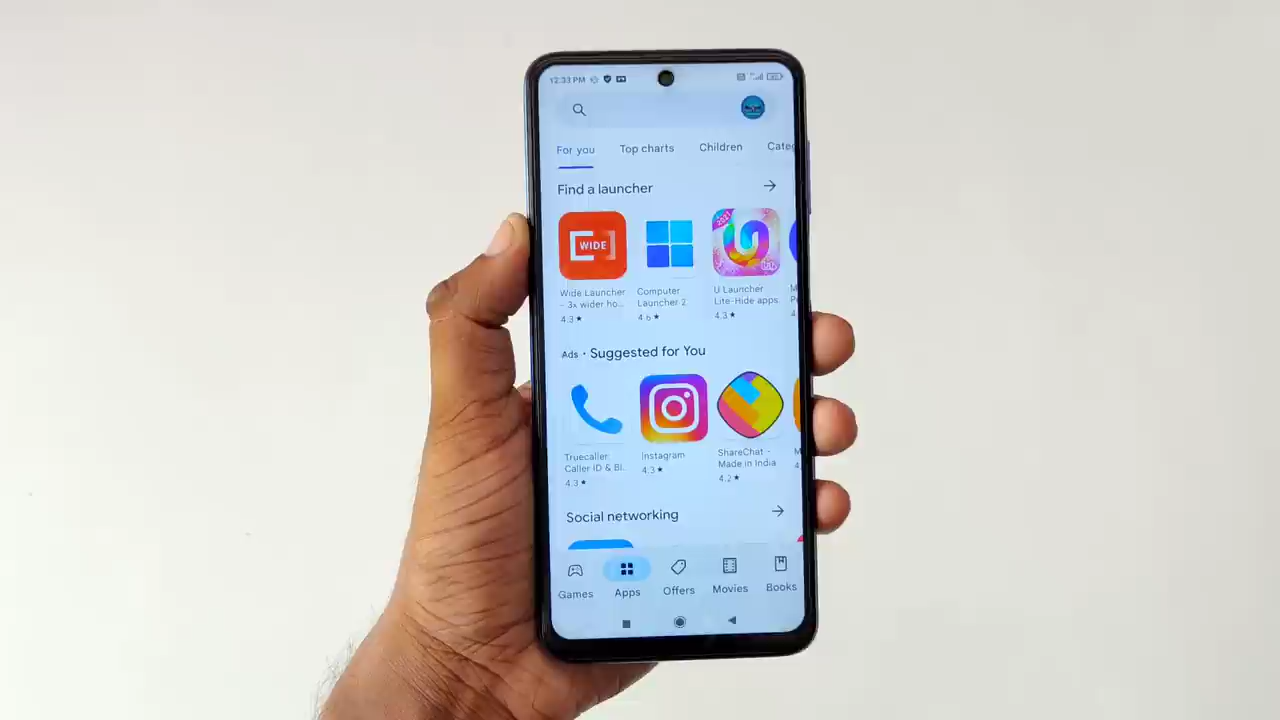 12:33 PM
For you Top charts Children Categ
Find a launcher
WIDE
2021
Wide Launcher
- 3x wider ho...
4.3★
Computer
Launcher 2
4.6★
U Launcher
Lite-Hide apps
4.3★
Ads · Suggested for You
Truecaller:
Caller ID & Bl..
4.3★
Instagram
4.3★
ShareChat -
Made in India
4.2★
Social networking
Games Apps Offers Movies Books